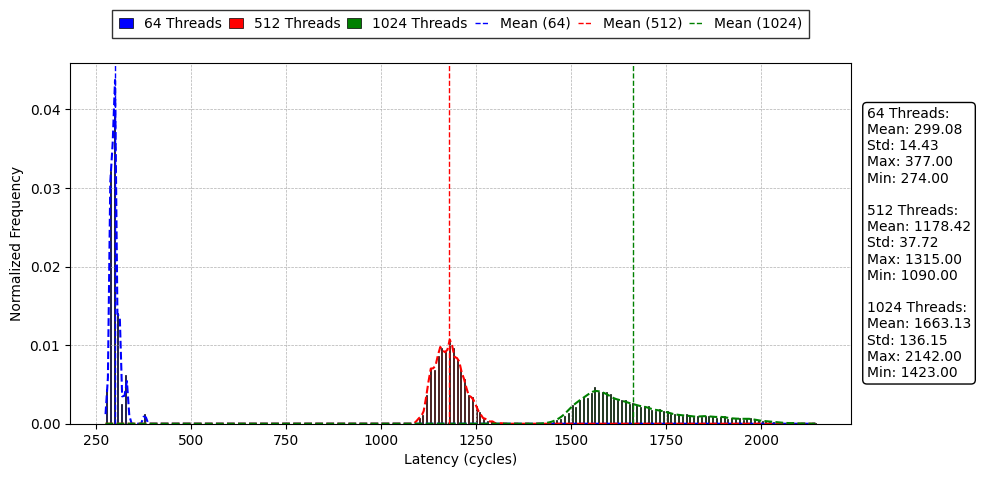 64 Threads 512 Threads 1024 Threads Mean (64) Mean (512) Mean (1024)
0.04
0.03
0.02
0.01
0.00
Normalized Frequency
250 500 750 1000 1250 1500 1750 2000
Latency (cycles)
64 Threads:
Mean: 299.08
Std: 14.43
Max: 377.00
Min: 274.00
512 Threads:
Mean: 1178.42
Std: 37.72
Max: 1315.00
Min: 1090.00
1024 Threads:
Mean: 1663.13
Std: 136.15
Max: 2142.00
Min: 1423.00